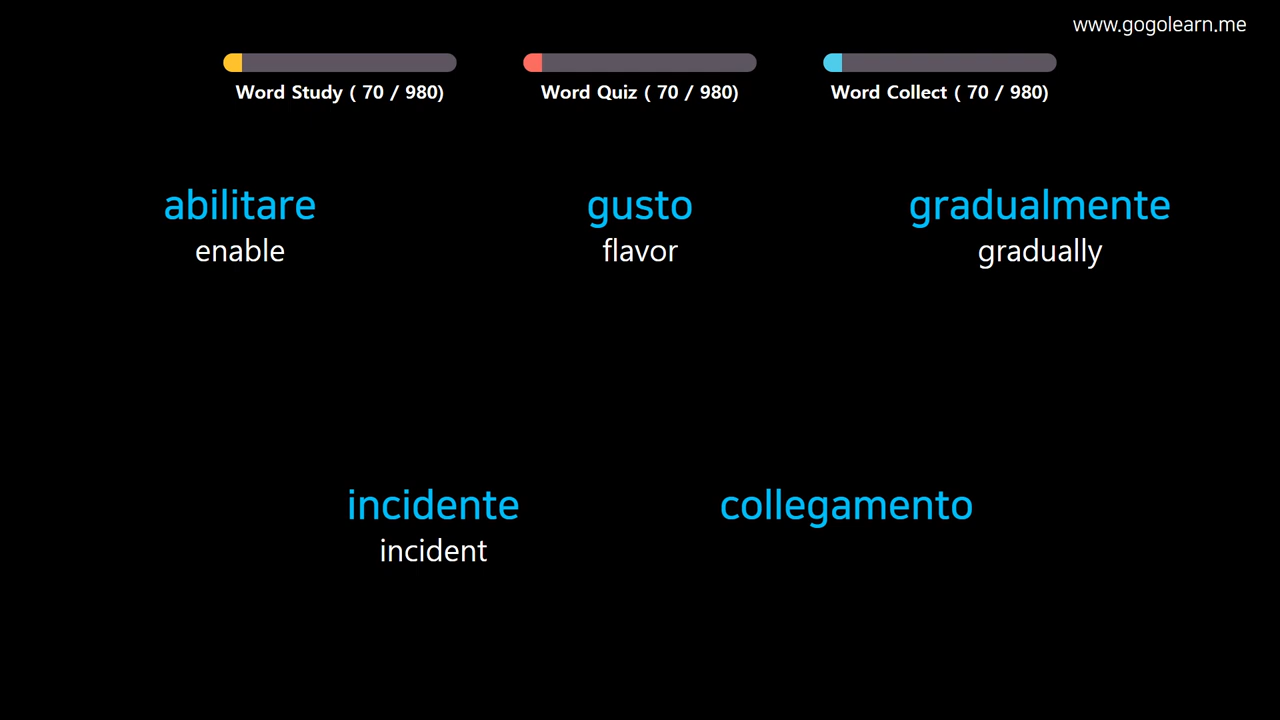 www.gogolearn.me
Word Study ( 70 / 980)
Word Quiz ( 70 / 980)
Word Collect ( 70 / 980)
abilitare
enable
gusto
flavor
gradualmente
gradually
incidente
incident
collegamento